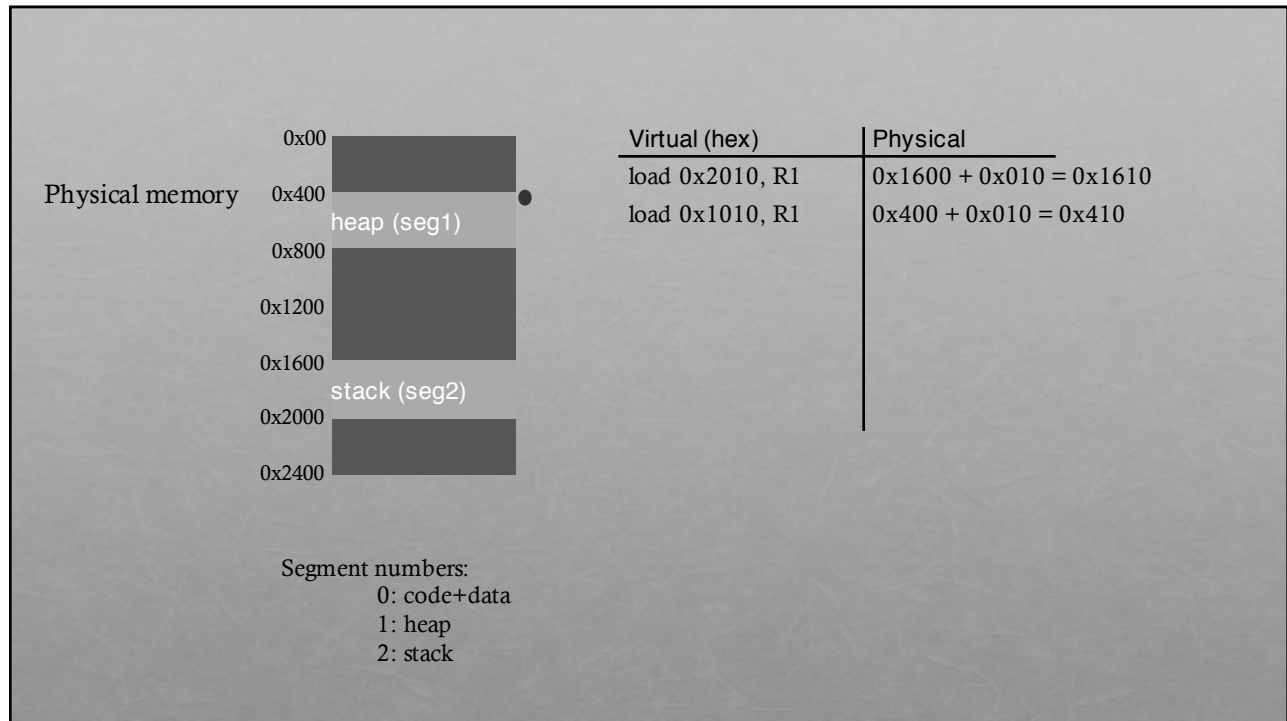 Physical memory
0x00
0x400
heap (seg1)
0x800
0x1200
0x1600
stack (seg2)
0x2000
0x2400
Virtual (hex) Physical
load 0x2010, R1 0x1600 + 0x010 = 0x1610
load 0x1010, R1 0x400 + 0x010 = 0x410
Segment numbers:
0: code+data
1: heap
2: stack